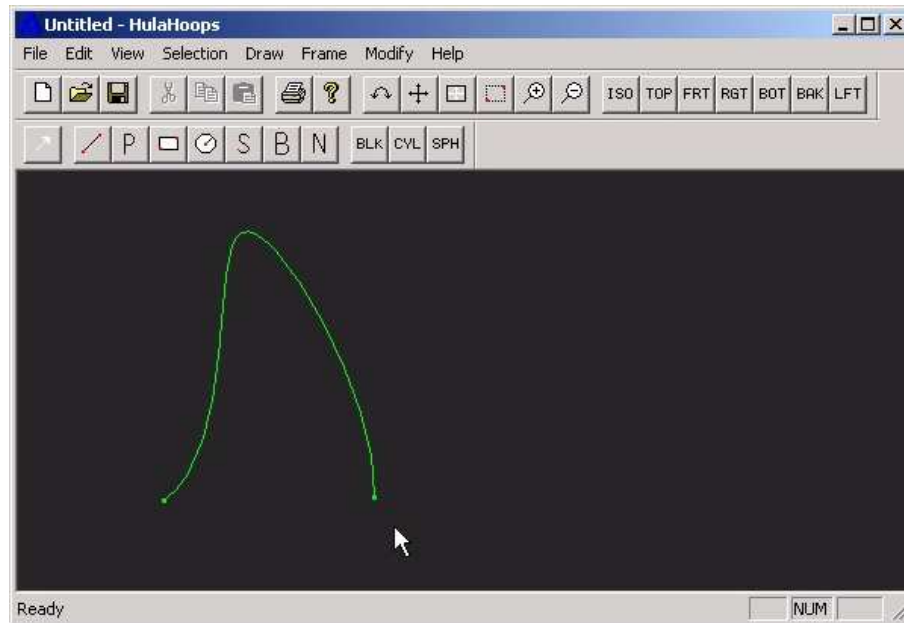 Untitled - HulaHoops
File Edit View Selection Draw Frame Modify Help
ISO TOP FRT RGT BOT BAK LFT
P S B N BLK CYL SPH
Ready NUM